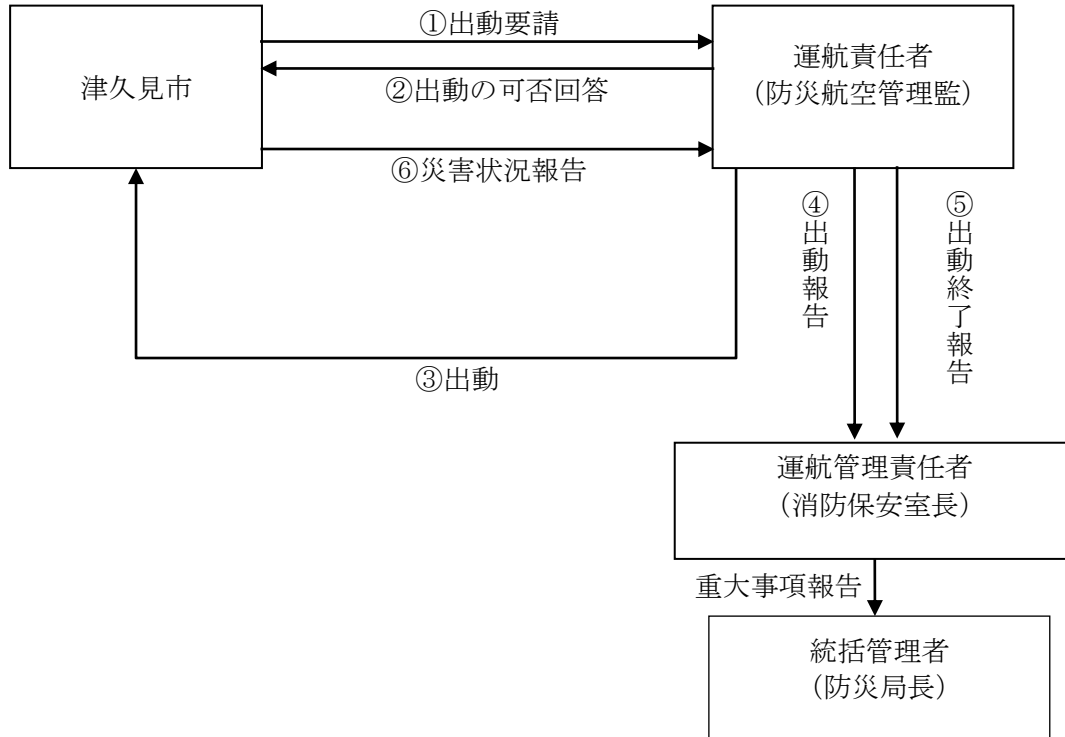 ①出動要請
津久見市
運航責任者
（防災航空管理監）
②出動の可否回答
⑥災害状況報告
④出動報告
⑤出動終了報告
③出動
運航管理責任者
（消防保安室長）
重大事項報告
統括管理者
（防災局長）